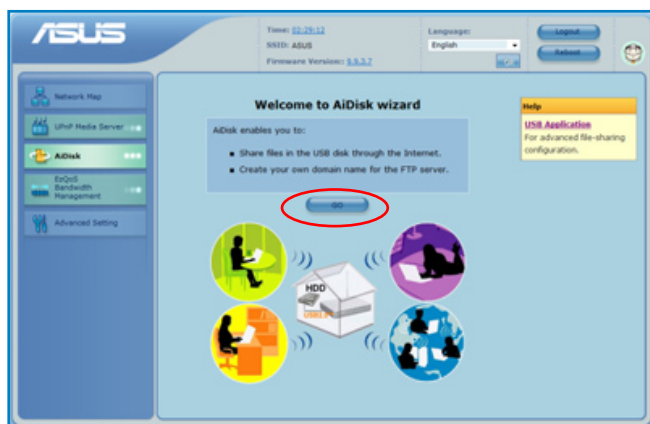 ASUS
Time: 02:29:12
SSID: ASUS
Firmware Version: 5.5.3.7
Language:
English
Logout
Reboot
Network Map
UPnP Media Server
AiDisk
EzQoS
Bandwidth
Management
Advanced Setting
Welcome to AiDisk wizard
AiDisk enables you to:
Share files in the USB disk through the Internet.
Create your own domain name for the FTP server.
GO
HDD
Help
USB Application
For advanced file-sharing
configuration.